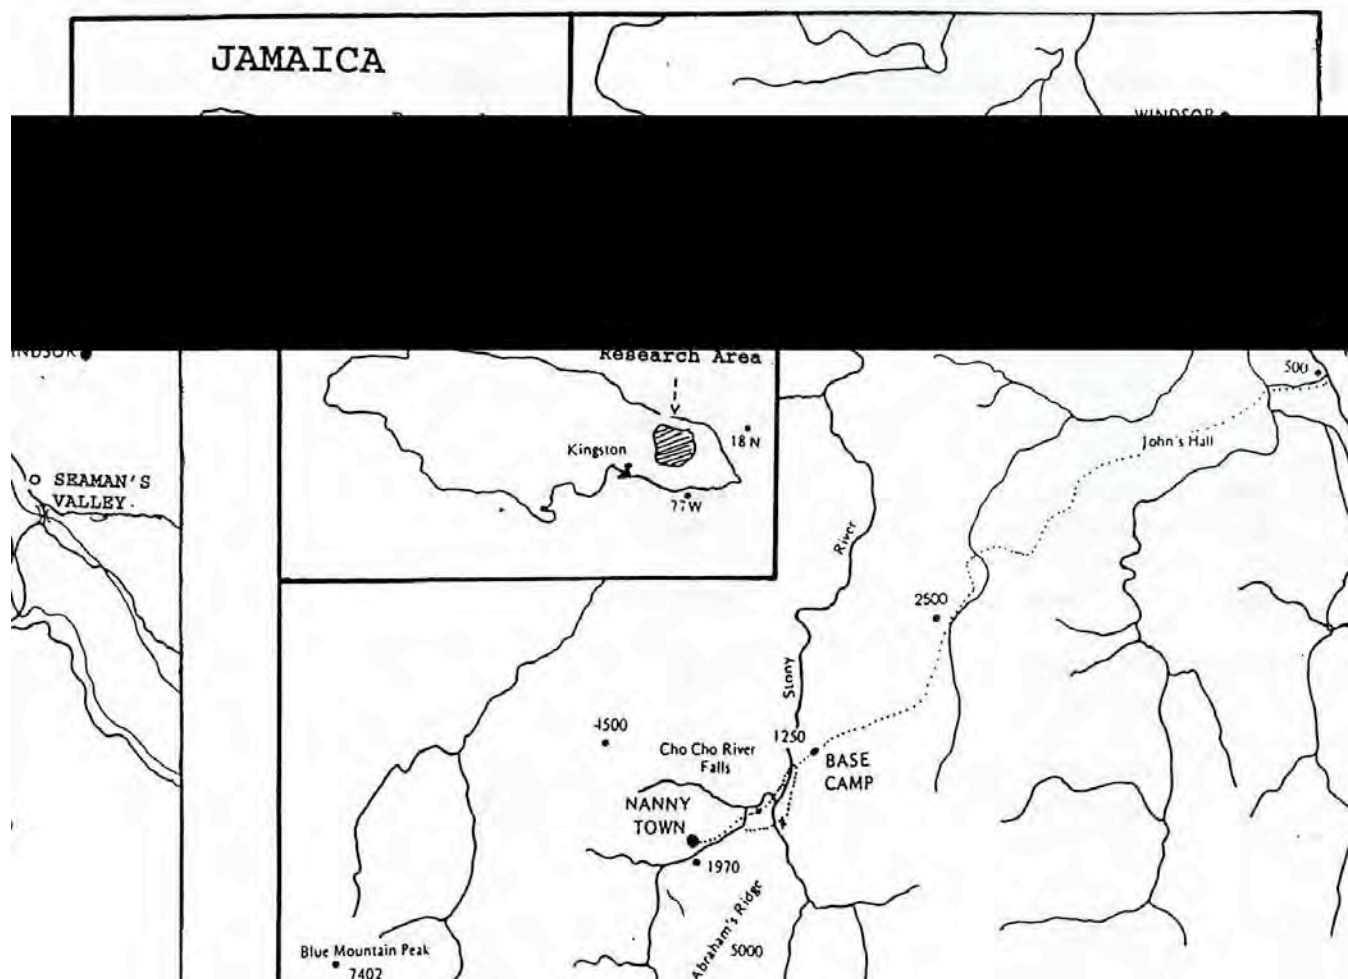 JAMAICA
WINDSOR
Research Area
18 N
Kingston
77 W
500
John's Hall
SEAMAN'S
VALLEY
River
2500
Stony
4500
1250
Cho Cho River
Falls
BASE
CAMP
NANNY
TOWN
1970
Abraham's Ridge
5000
Blue Mountain Peak
7402